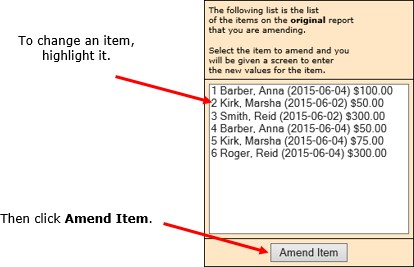 The following list is the list
of the items on the original report
that you are amending.
Select the item to amend and you
will be given a screen to enter
the new values for the item.
To change an item,
highlight it.
1 Barber, Anna (2015-06-04) $100.00
2 Kirk, Marsha (2015-06-02) $50.00
3 Smith, Reid (2015-06-02) $300.00
4 Barber, Anna (2015-06-04) $50.00
5 Kirk, Marsha (2015-06-04) $75.00
6 Roger, Reid (2015-06-04) $300.00
Then click Amend Item.
Amend Item